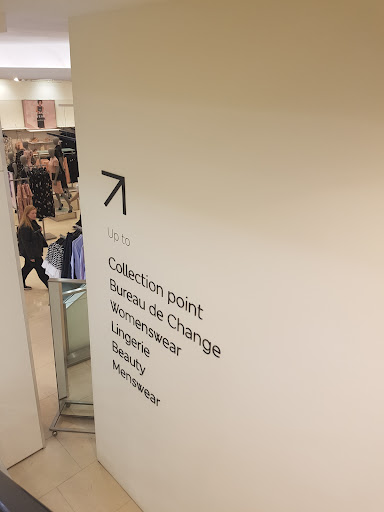 Up to
Collection point
Bureau de Change
Womenswear
Lingerie
Beauty
Menswear